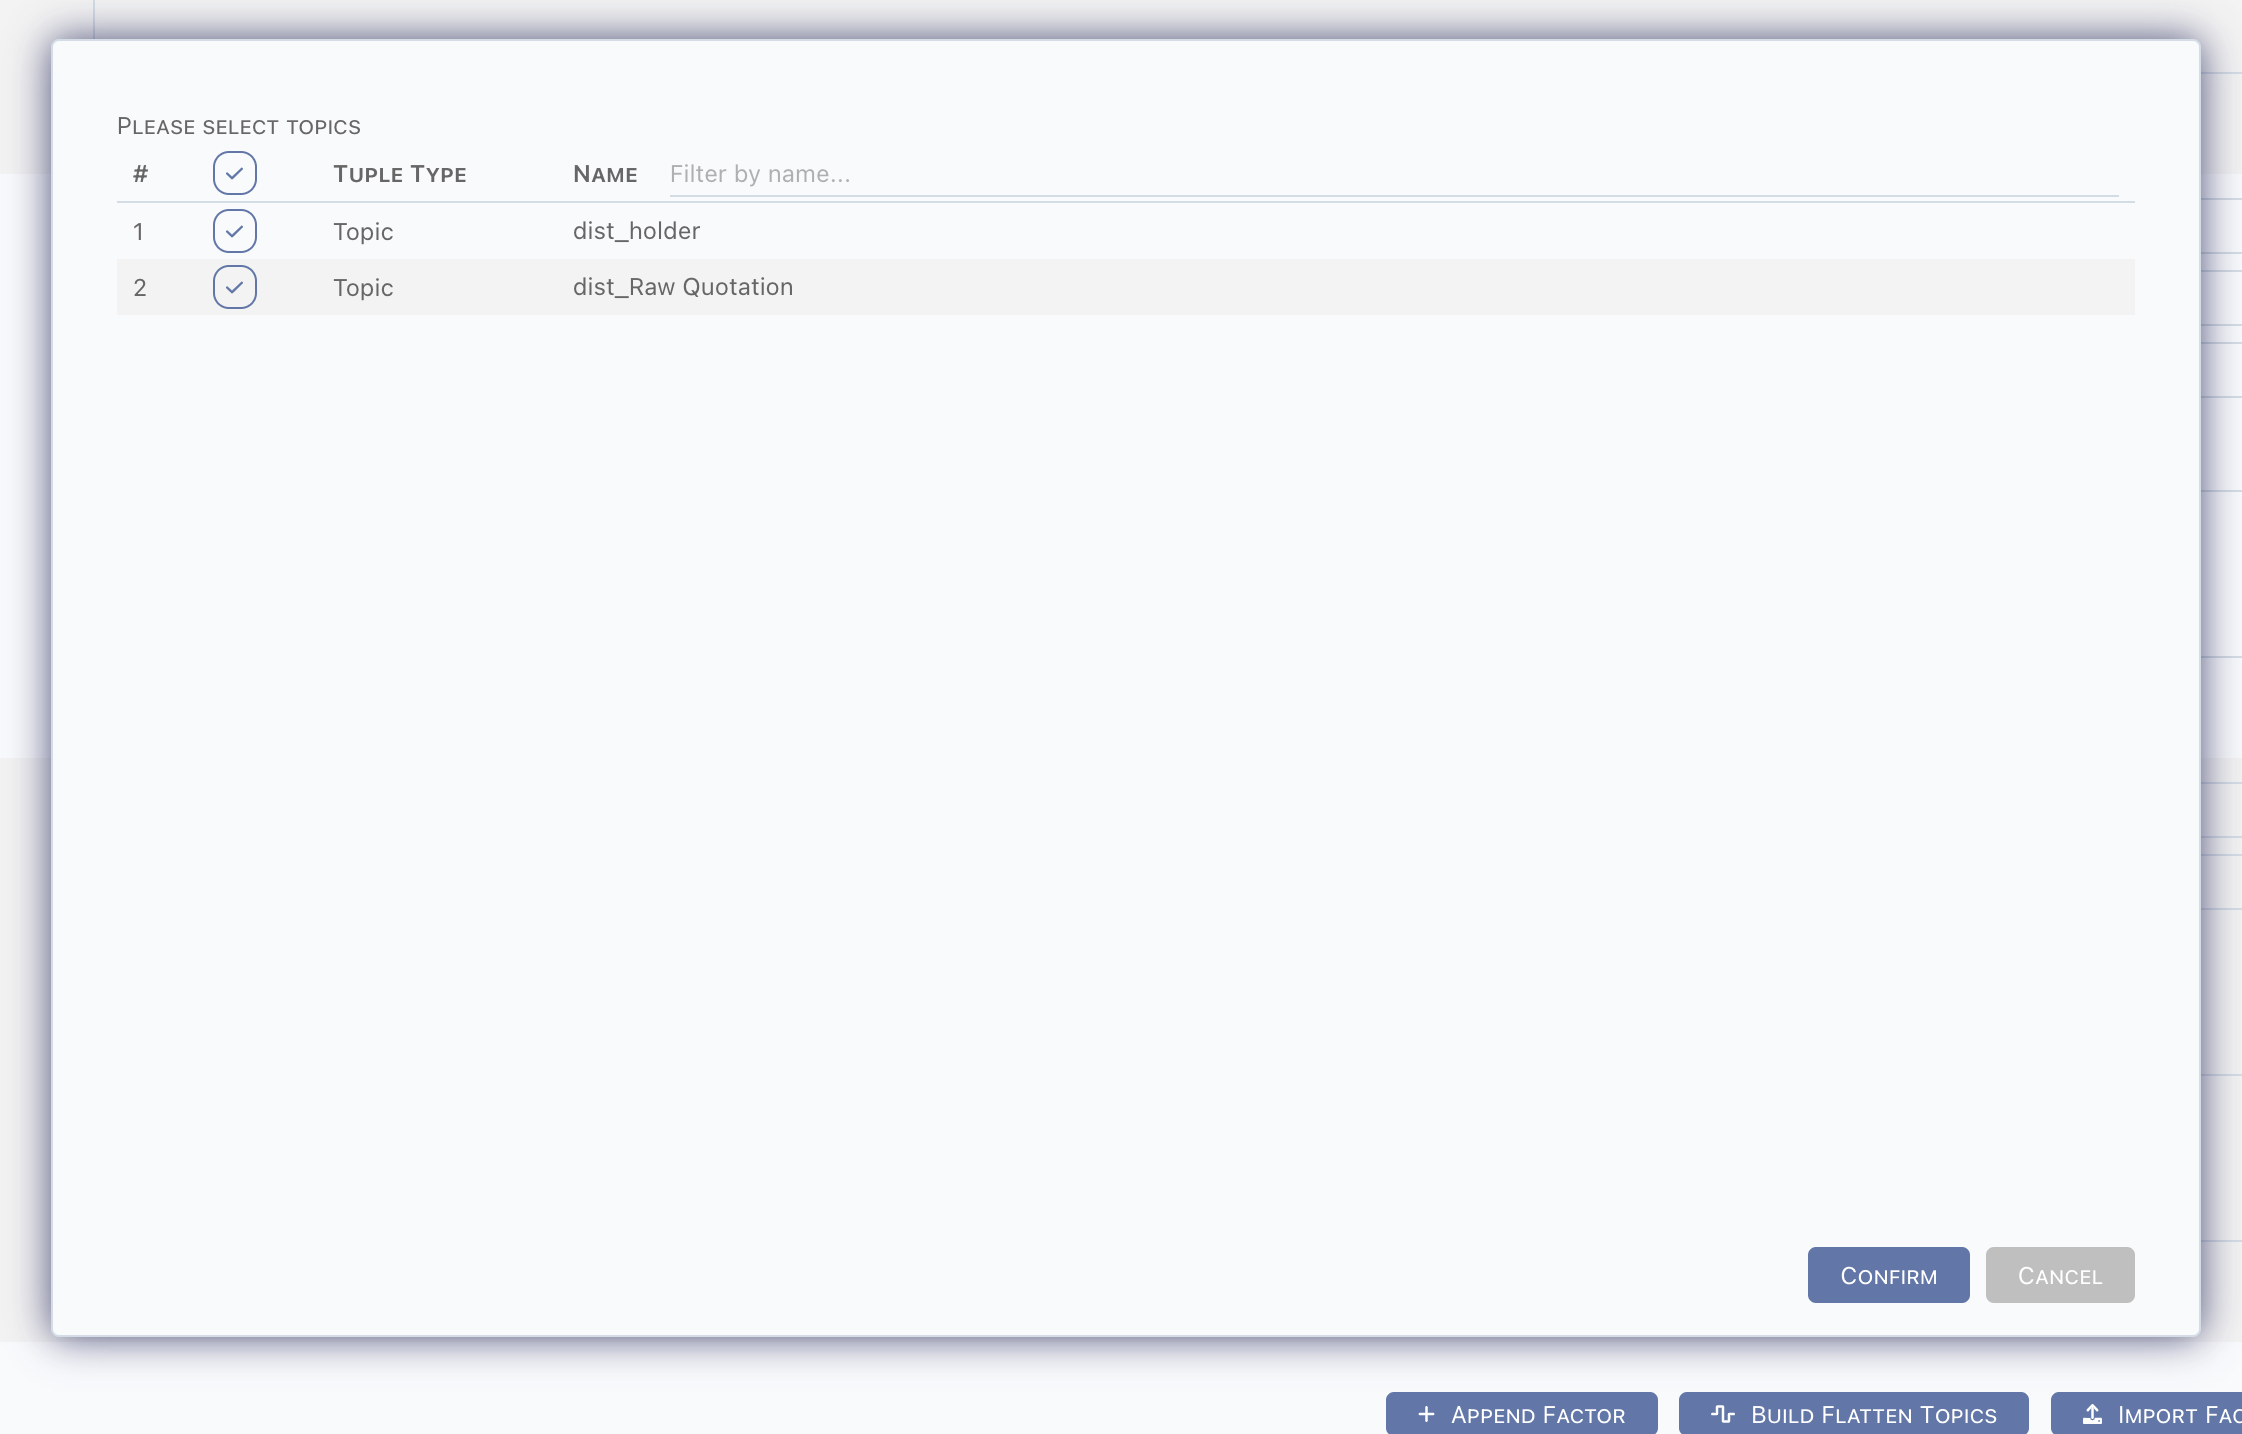 Please select topics
# Tuple Type Name Filter by name...
1 Topic dist_holder
2 Topic dist_Raw Quotation
Confirm Cancel
Append Factor Build Flatten Topics Import